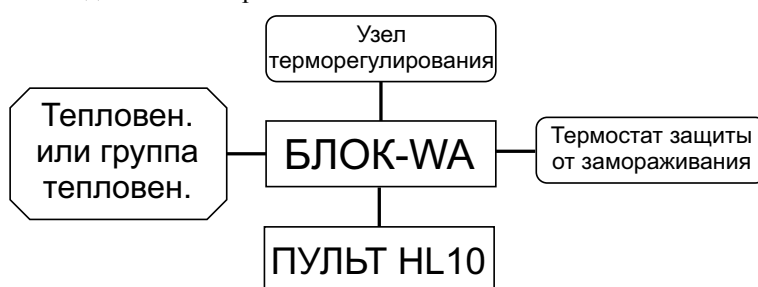 Узел
терморегулирования
Тепловен.
или группа
тепловен.
БЛОК-WA
Термостат защиты
от замораживания
ПУЛЬТ HL10